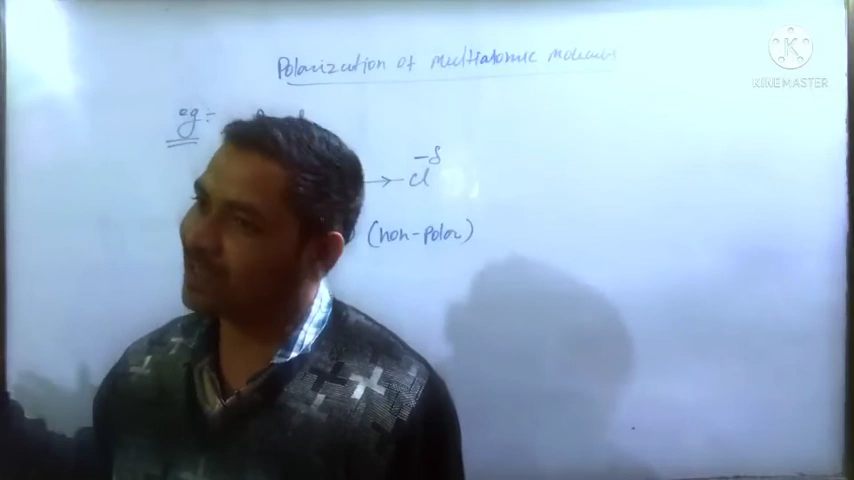 Polarization of Multiatomic Molecules
KINEMASTER
eg:-
-δ
→ Cl
(non-polar)